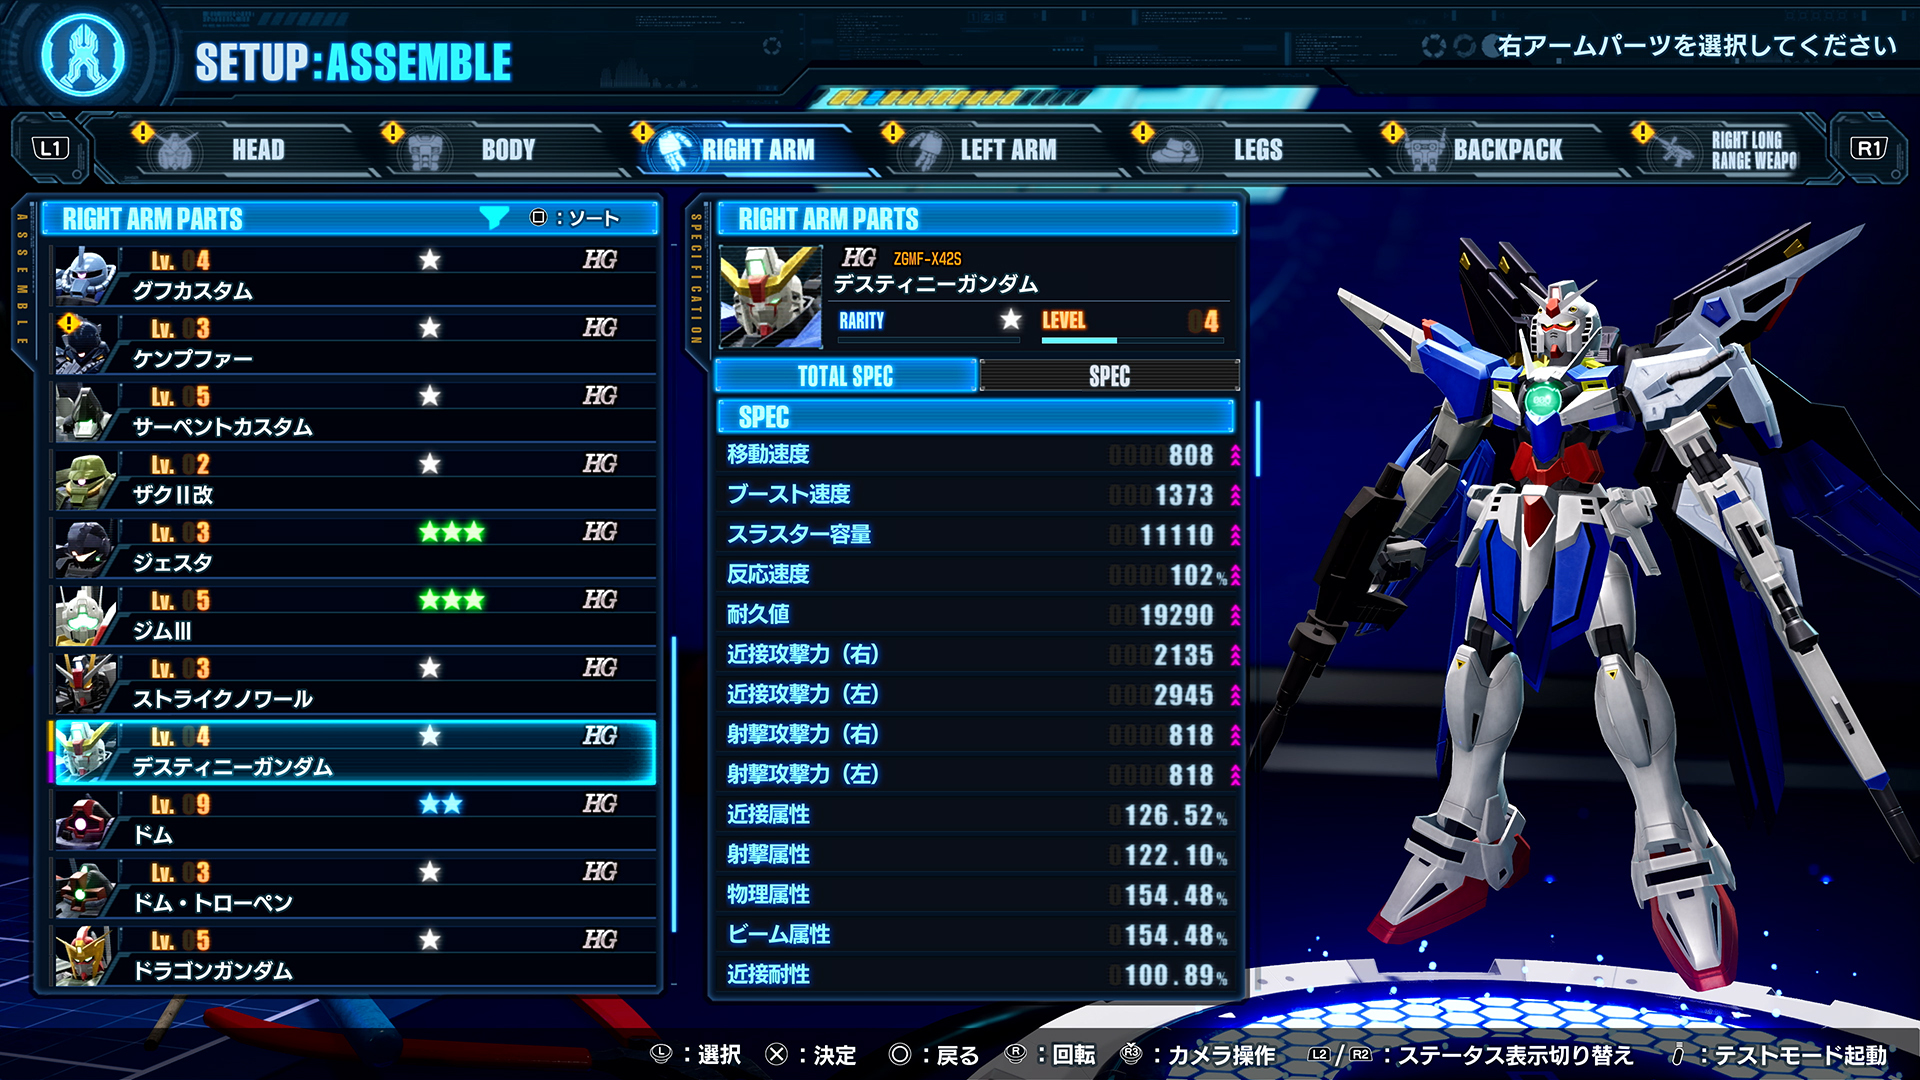 SETUP:ASSEMBLE
右アームパーツを選択してください
L1
HEAD
BODY
RIGHT ARM
LEFT ARM
LEGS
BACKPACK
RIGHT LONG
RANGE WEAPO
R1
ASSEMBLE
RIGHT ARM PARTS
□：ソート
Lv. 04 ★ HG
グフカスタム
Lv. 03 ★ HG
ケンプファー
Lv. 05 ★ HG
サーペントカスタム
Lv. 02 ★ HG
ザクII改
Lv. 03 ★★★ HG
ジェスタ
Lv. 05 ★★★ HG
ジムIII
Lv. 03 ★ HG
ストライクノワール
Lv. 04 ★ HG
デスティニーガンダム
Lv. 09 ★★ HG
ドム
Lv. 03 ★ HG
ドム・トローペン
Lv. 05 ★ HG
ドラゴンガンダム
SPECIFICATION
RIGHT ARM PARTS
HG ZGMF-X42S
デスティニーガンダム
RARITY ★ LEVEL 04
TOTAL SPEC
SPEC
SPEC
移動速度 0000808
ブースト速度 0001373
スラスター容量 0011110
反応速度 0000102%
耐久値 0019290
近接攻撃力（右） 0002135
近接攻撃力（左） 0002945
射撃攻撃力（右） 0000818
射撃攻撃力（左） 0000818
近接属性 0126.52%
射撃属性 0122.10%
物理属性 0154.48%
ビーム属性 0154.48%
近接耐性 0100.89%
L：選択 ×：決定 ○：戻る R：回転 R3：カメラ操作 L2/R2：ステータス表示切り替え ：テストモード起動